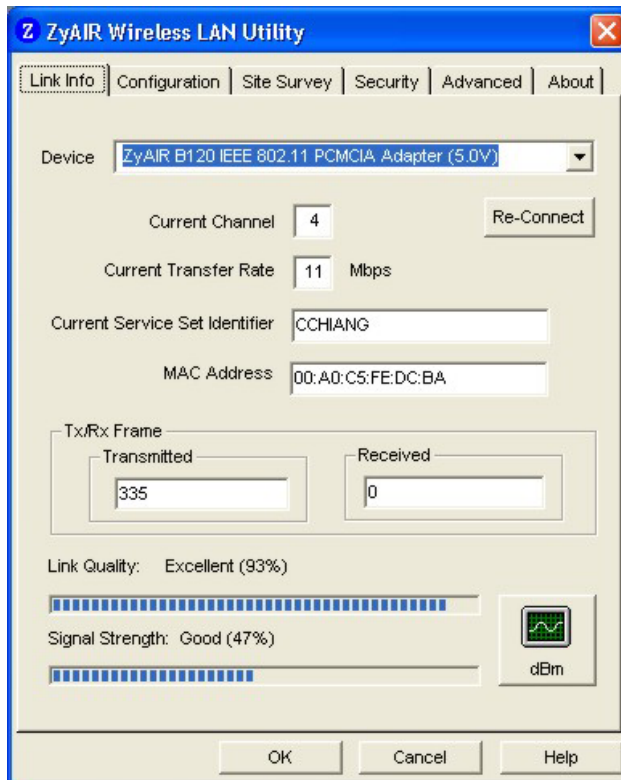 Z ZyAIR Wireless LAN Utility
Link Info Configuration Site Survey Security Advanced About
Device ZyAIR B120 IEEE 802.11 PCMCIA Adapter (5.0V)
Current Channel 4 Re-Connect
Current Transfer Rate 11 Mbps
Current Service Set Identifier CCHIANG
MAC Address 00:A0:C5:FE:DC:BA
Tx/Rx Frame
Transmitted Received
335 0
Link Quality: Excellent (93%)
Signal Strength: Good (47%)
dBm
OK Cancel Help